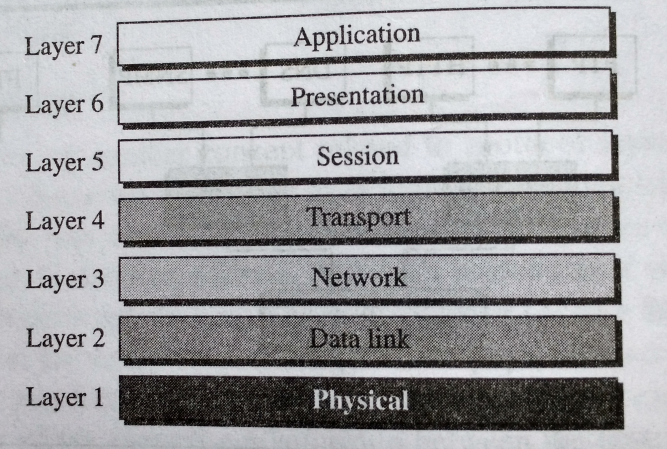 Layer 7 Application
Layer 6 Presentation
Layer 5 Session
Layer 4 Transport
Layer 3 Network
Layer 2 Data link
Layer 1 Physical